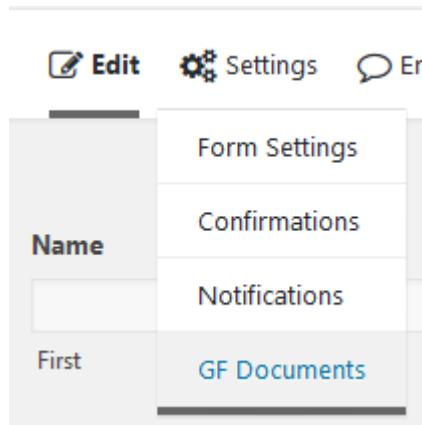 Edit Settings
Form Settings
Confirmations
Name
Notifications
First
GF Documents